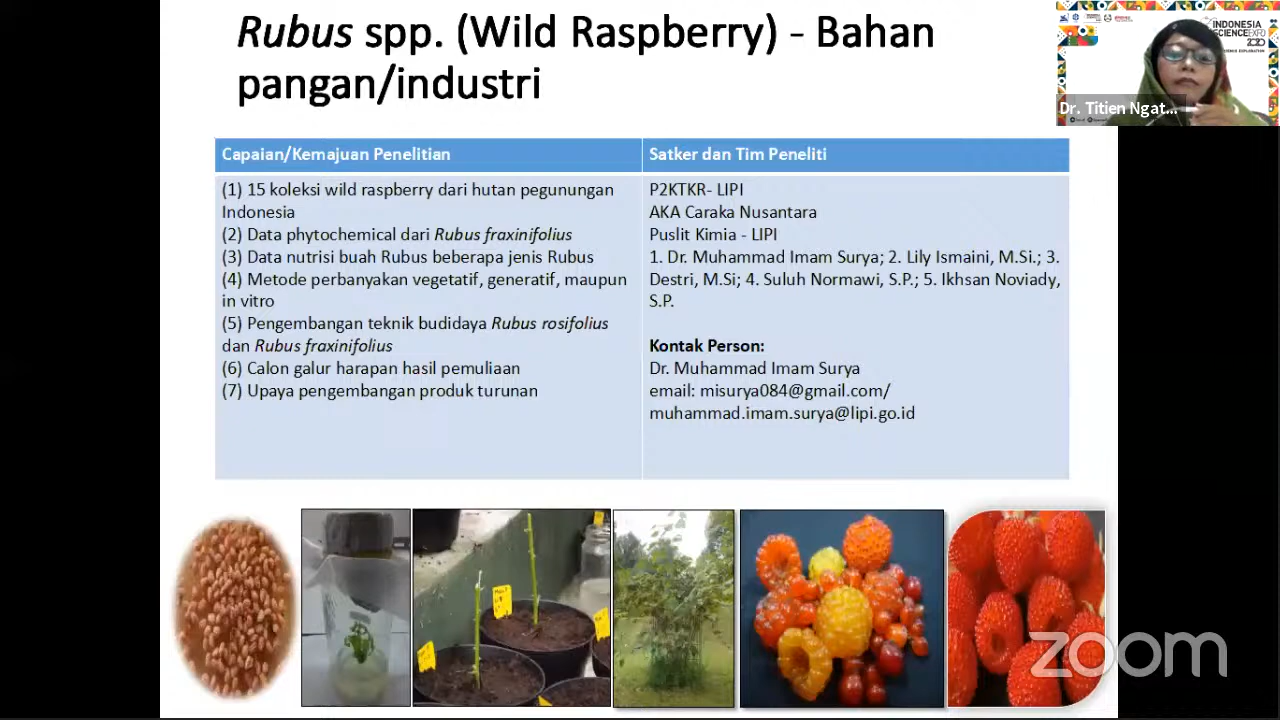 Rubus spp. (Wild Raspberry) - Bahan
pangan/industri
INDONESIA
SCIENCE EXPO
2020
Dr. Titien Ngat...
Capaian/Kemajuan Penelitian
(1) 15 koleksi wild raspberry dari hutan pegunungan
Indonesia
(2) Data phytochemical dari Rubus fraxinifolius
(3) Data nutrisi buah Rubus beberapa jenis Rubus
(4) Metode perbanyakan vegetatif, generatif, maupun
in vitro
(5) Pengembangan teknik budidaya Rubus rosifolius
dan Rubus fraxinifolius
(6) Calon galur harapan hasil pemuliaan
(7) Upaya pengembangan produk turunan
Satker dan Tim Peneliti
P2KTKR- LIPI
AKA Caraka Nusantara
Puslit Kimia - LIPI
1. Dr. Muhammad Imam Surya; 2. Lily Ismaini, M.Si.; 3.
Destri, M.Si; 4. Suluh Normawi, S.P.; 5. Ikhsan Noviady,
S.P.
Kontak Person:
Dr. Muhammad Imam Surya
email: misurya084@gmail.com/
muhammad.imam.surya@lipi.go.id
zoom